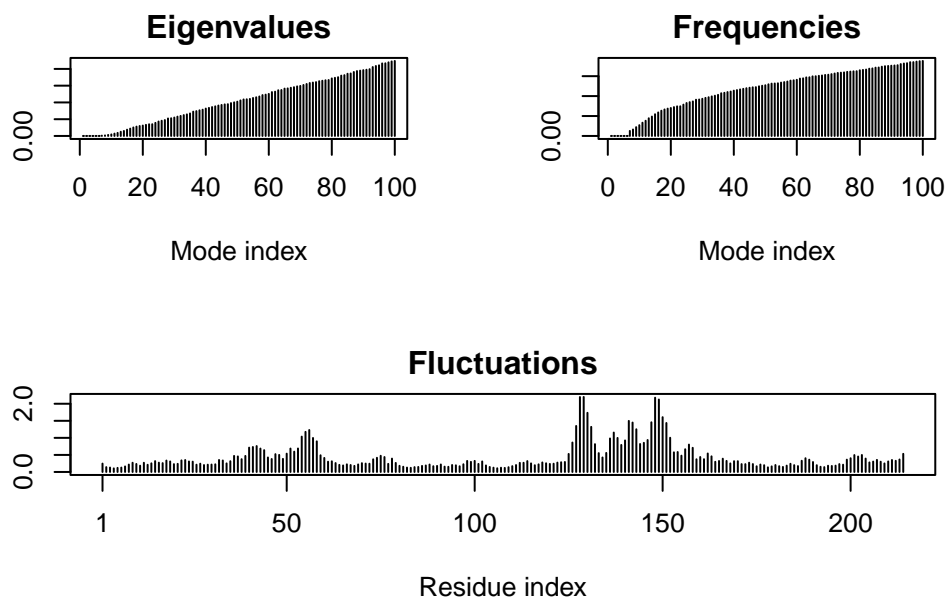 Eigenvalues
0.00
0 20 40 60 80 100
Mode index
Frequencies
0.00
0 20 40 60 80 100
Mode index
Fluctuations
0.0 2.0
1 50 100 150 200
Residue index